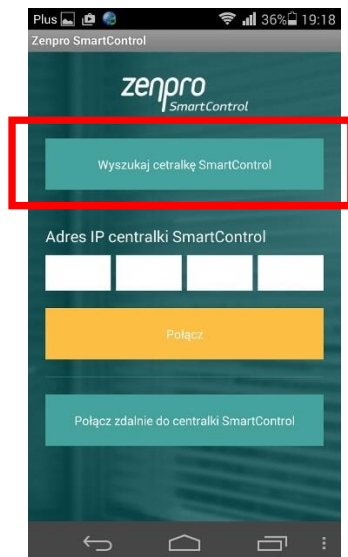 Plus 36% 19:18
Zenpro SmartControl
zenpro
SmartControl
Wyszukaj cetralkę SmartControl
Adres IP centralki SmartControl
Połącz
Połącz zdalnie do centralki SmartControl